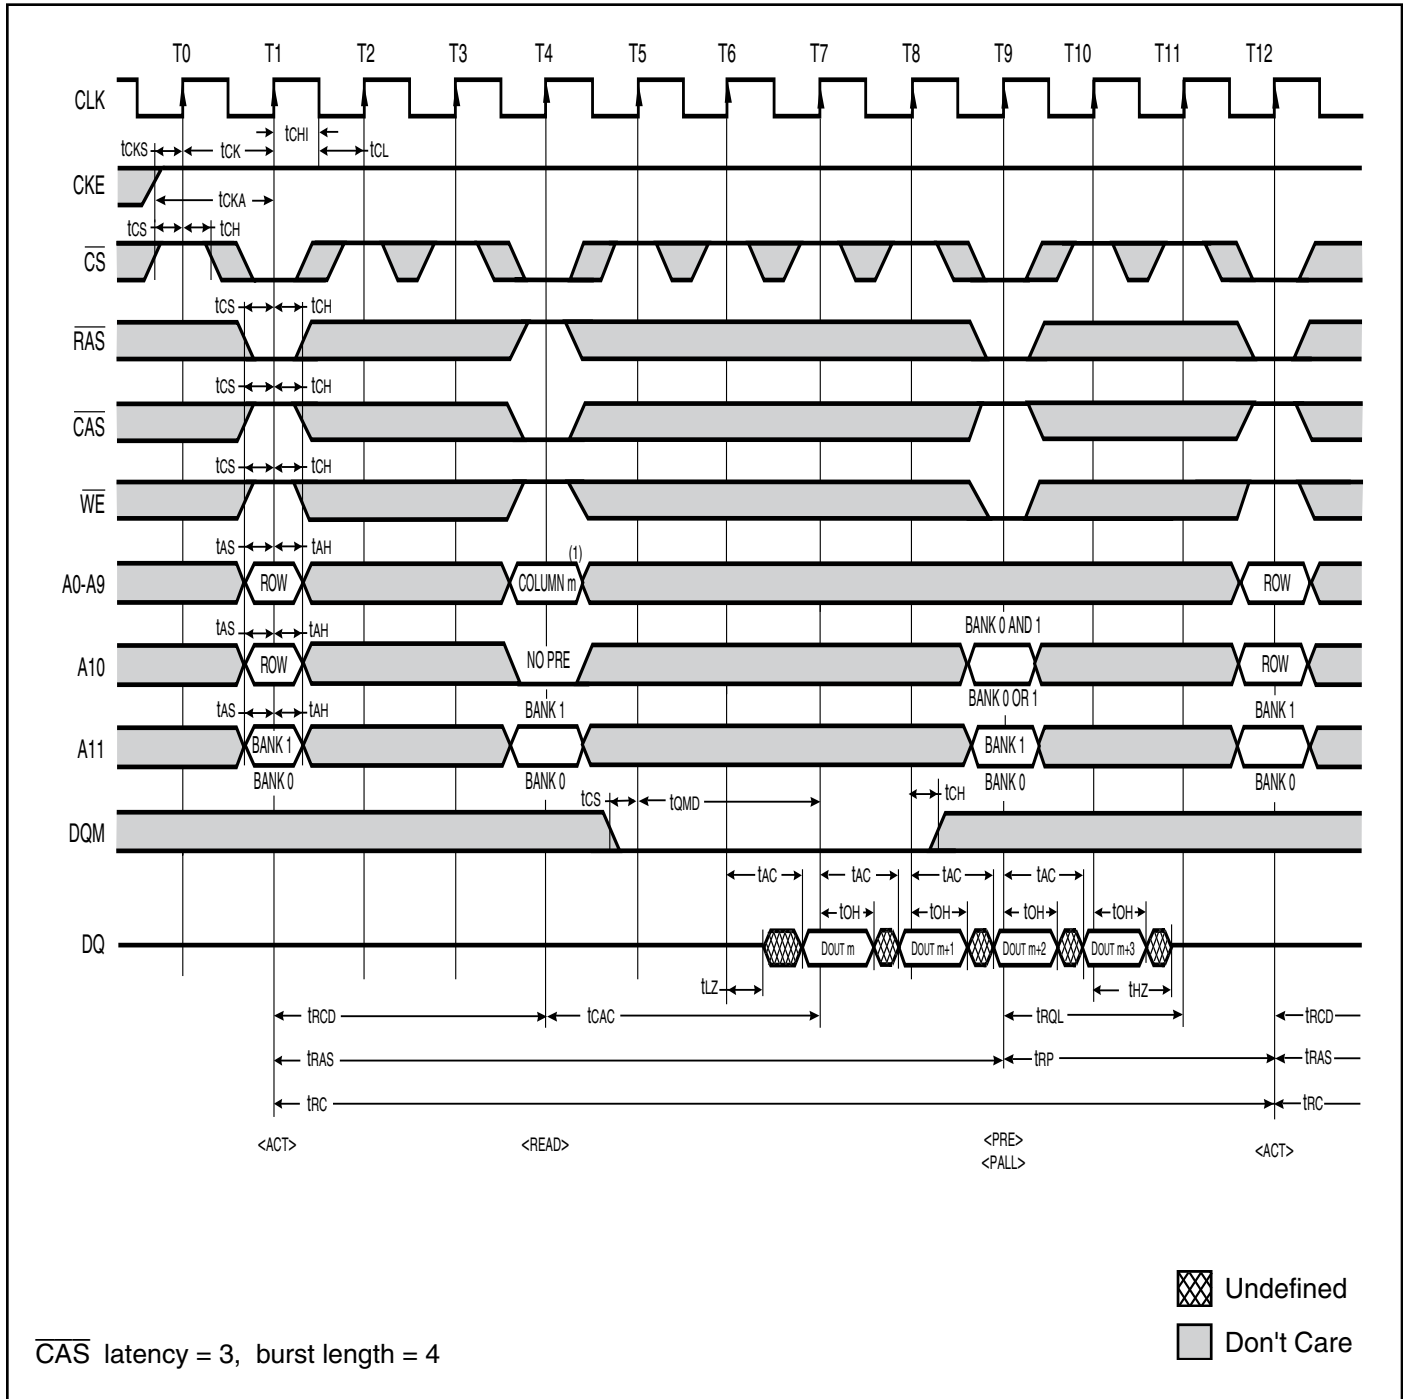 T0 T1 T2 T3 T4 T5 T6 T7 T8 T9 T10 T11 T12
CLK
tCHI
tCKS tCK tCL
CKE
tCKA
tCS tCH
CS
tCS tCH
RAS
tCS tCH
CAS
tCS tCH
WE
tAS tAH (1)
A0-A9 ROW COLUMN m ROW
tAS tAH BANK 0 AND 1
A10 ROW NO PRE ROW
BANK 0 OR 1
tAS tAH BANK 1 BANK 1
A11 BANK 1 BANK 1
BANK 0 BANK 0 BANK 0 BANK 0
tCS tQMD tCH
DQM
tAC tAC tAC tAC
tOH tOH tOH tOH
DQ DOUT m DOUT m+1 DOUT m+2 DOUT m+3
tLZ tHZ
tRCD tCAC tRQL tRCD
tRAS tRP tRAS
tRC tRC
<ACT> <READ> <PRE> <ACT>
<PALL>
Undefined
Don't Care
CAS latency = 3, burst length = 4